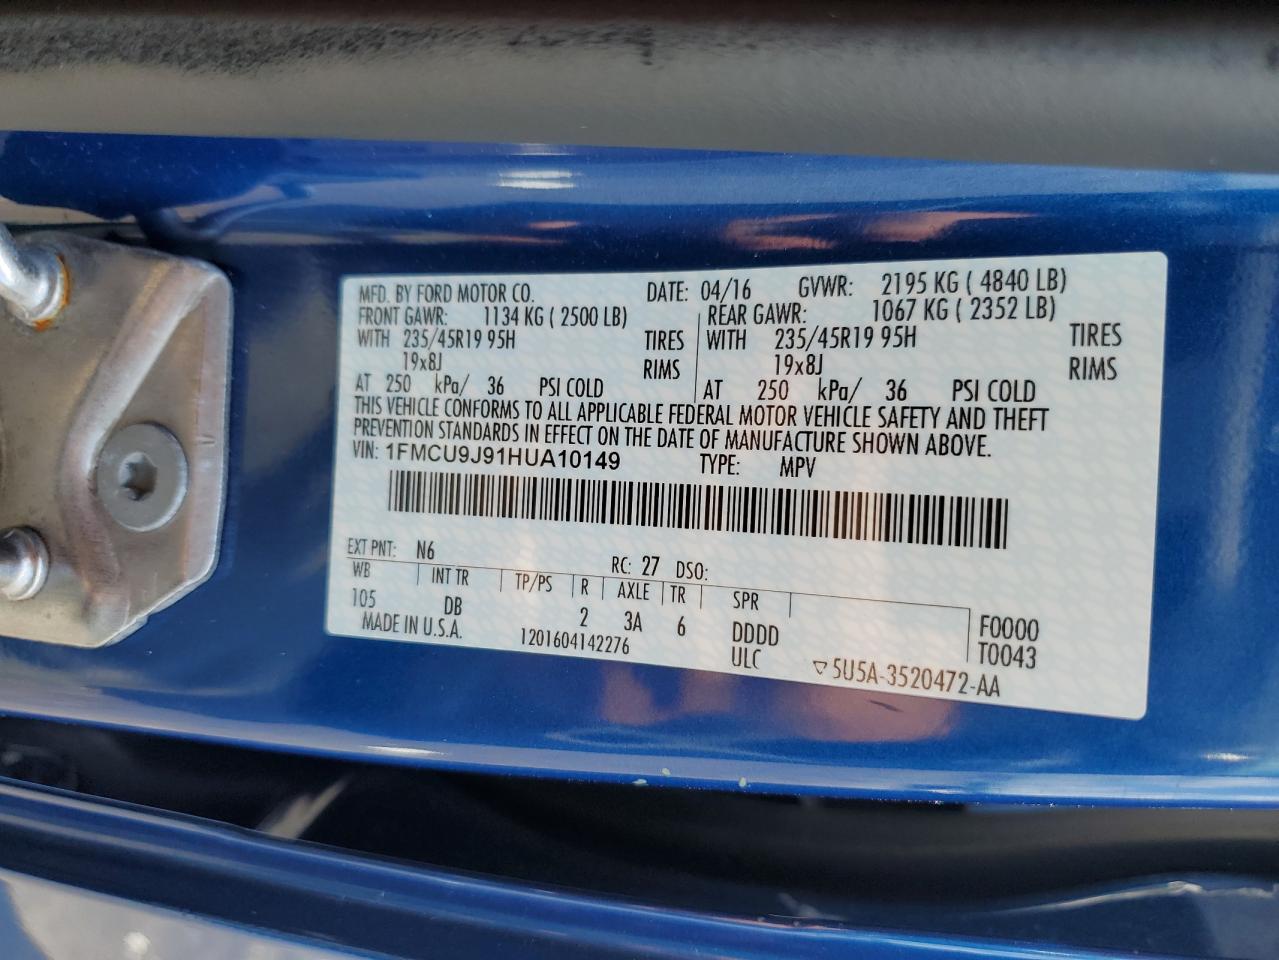 MFD. BY FORD MOTOR CO. DATE: 04/16 GVWR: 2195 KG ( 4840 LB)
FRONT GAWR: 1134 KG ( 2500 LB) REAR GAWR: 1067 KG ( 2352 LB)
WITH 235/45R19 95H TIRES WITH 235/45R19 95H TIRES
19x8J RIMS 19x8J RIMS
AT 250 kPa/ 36 PSI COLD AT 250 kPa/ 36 PSI COLD
THIS VEHICLE CONFORMS TO ALL APPLICABLE FEDERAL MOTOR VEHICLE SAFETY AND THEFT
PREVENTION STANDARDS IN EFFECT ON THE DATE OF MANUFACTURE SHOWN ABOVE.
VIN: 1FMCU9J91HUA10149 TYPE: MPV
EXT PNT: N6 RC: 27 DSO:
WB INT TR TP/PS R AXLE TR SPR
105 DB 2 3A 6 DDDD F0000
MADE IN U.S.A. 1201604142276 ULC T0043
▽5U5A-3520472-AA